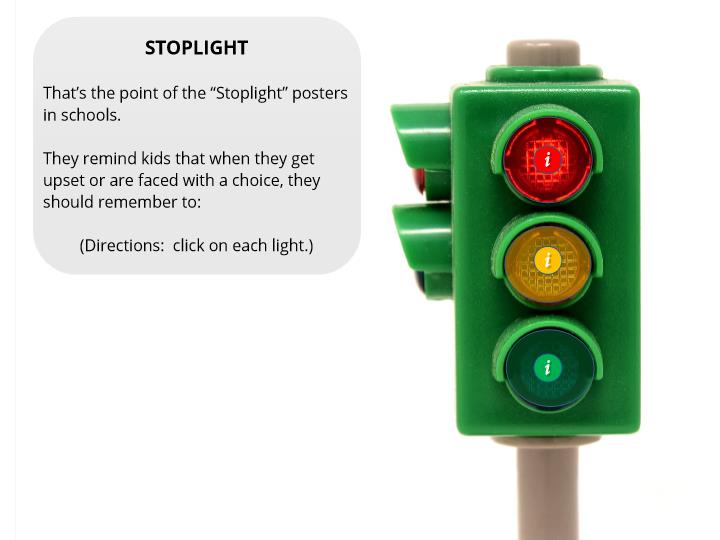 STOPLIGHT
That's the point of the “Stoplight” posters
in schools.
They remind kids that when they get
upset or are faced with a choice, they
should remember to:
(Directions:  click on each light.)
i
i
i